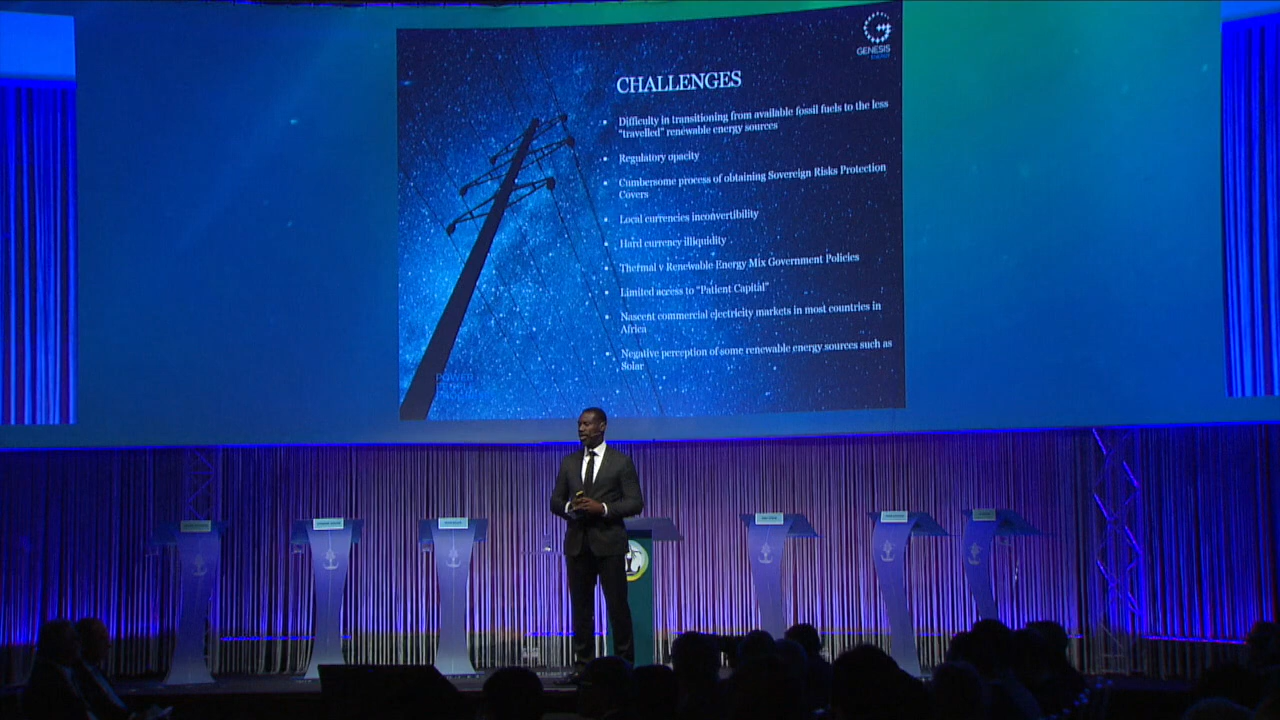 GENESIS
ENERGY
CHALLENGES
Difficulty in transitioning from available fossil fuels to the less
"travelled" renewable energy sources
Regulatory opacity
Cumbersome process of obtaining Sovereign Risks Protection
Covers
Local currencies inconvertibility
Hard currency illiquidity
Thermal v Renewable Energy Mix Government Policies
Limited access to "Patient Capital"
Nascent commercial electricity markets in most countries in
Africa
Negative perception of some renewable energy sources such as
Solar
POWER